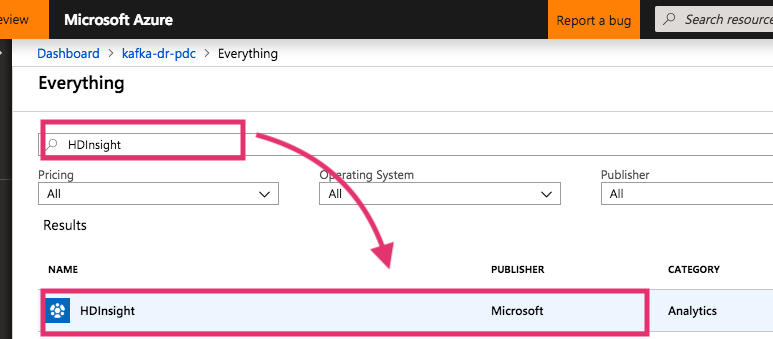 eview Microsoft Azure Report a bug Search resource
Dashboard > kafka-dr-pdc > Everything
Everything
HDInsight
Pricing Operating System Publisher
All All All
Results
NAME PUBLISHER CATEGORY
HDInsight Microsoft Analytics